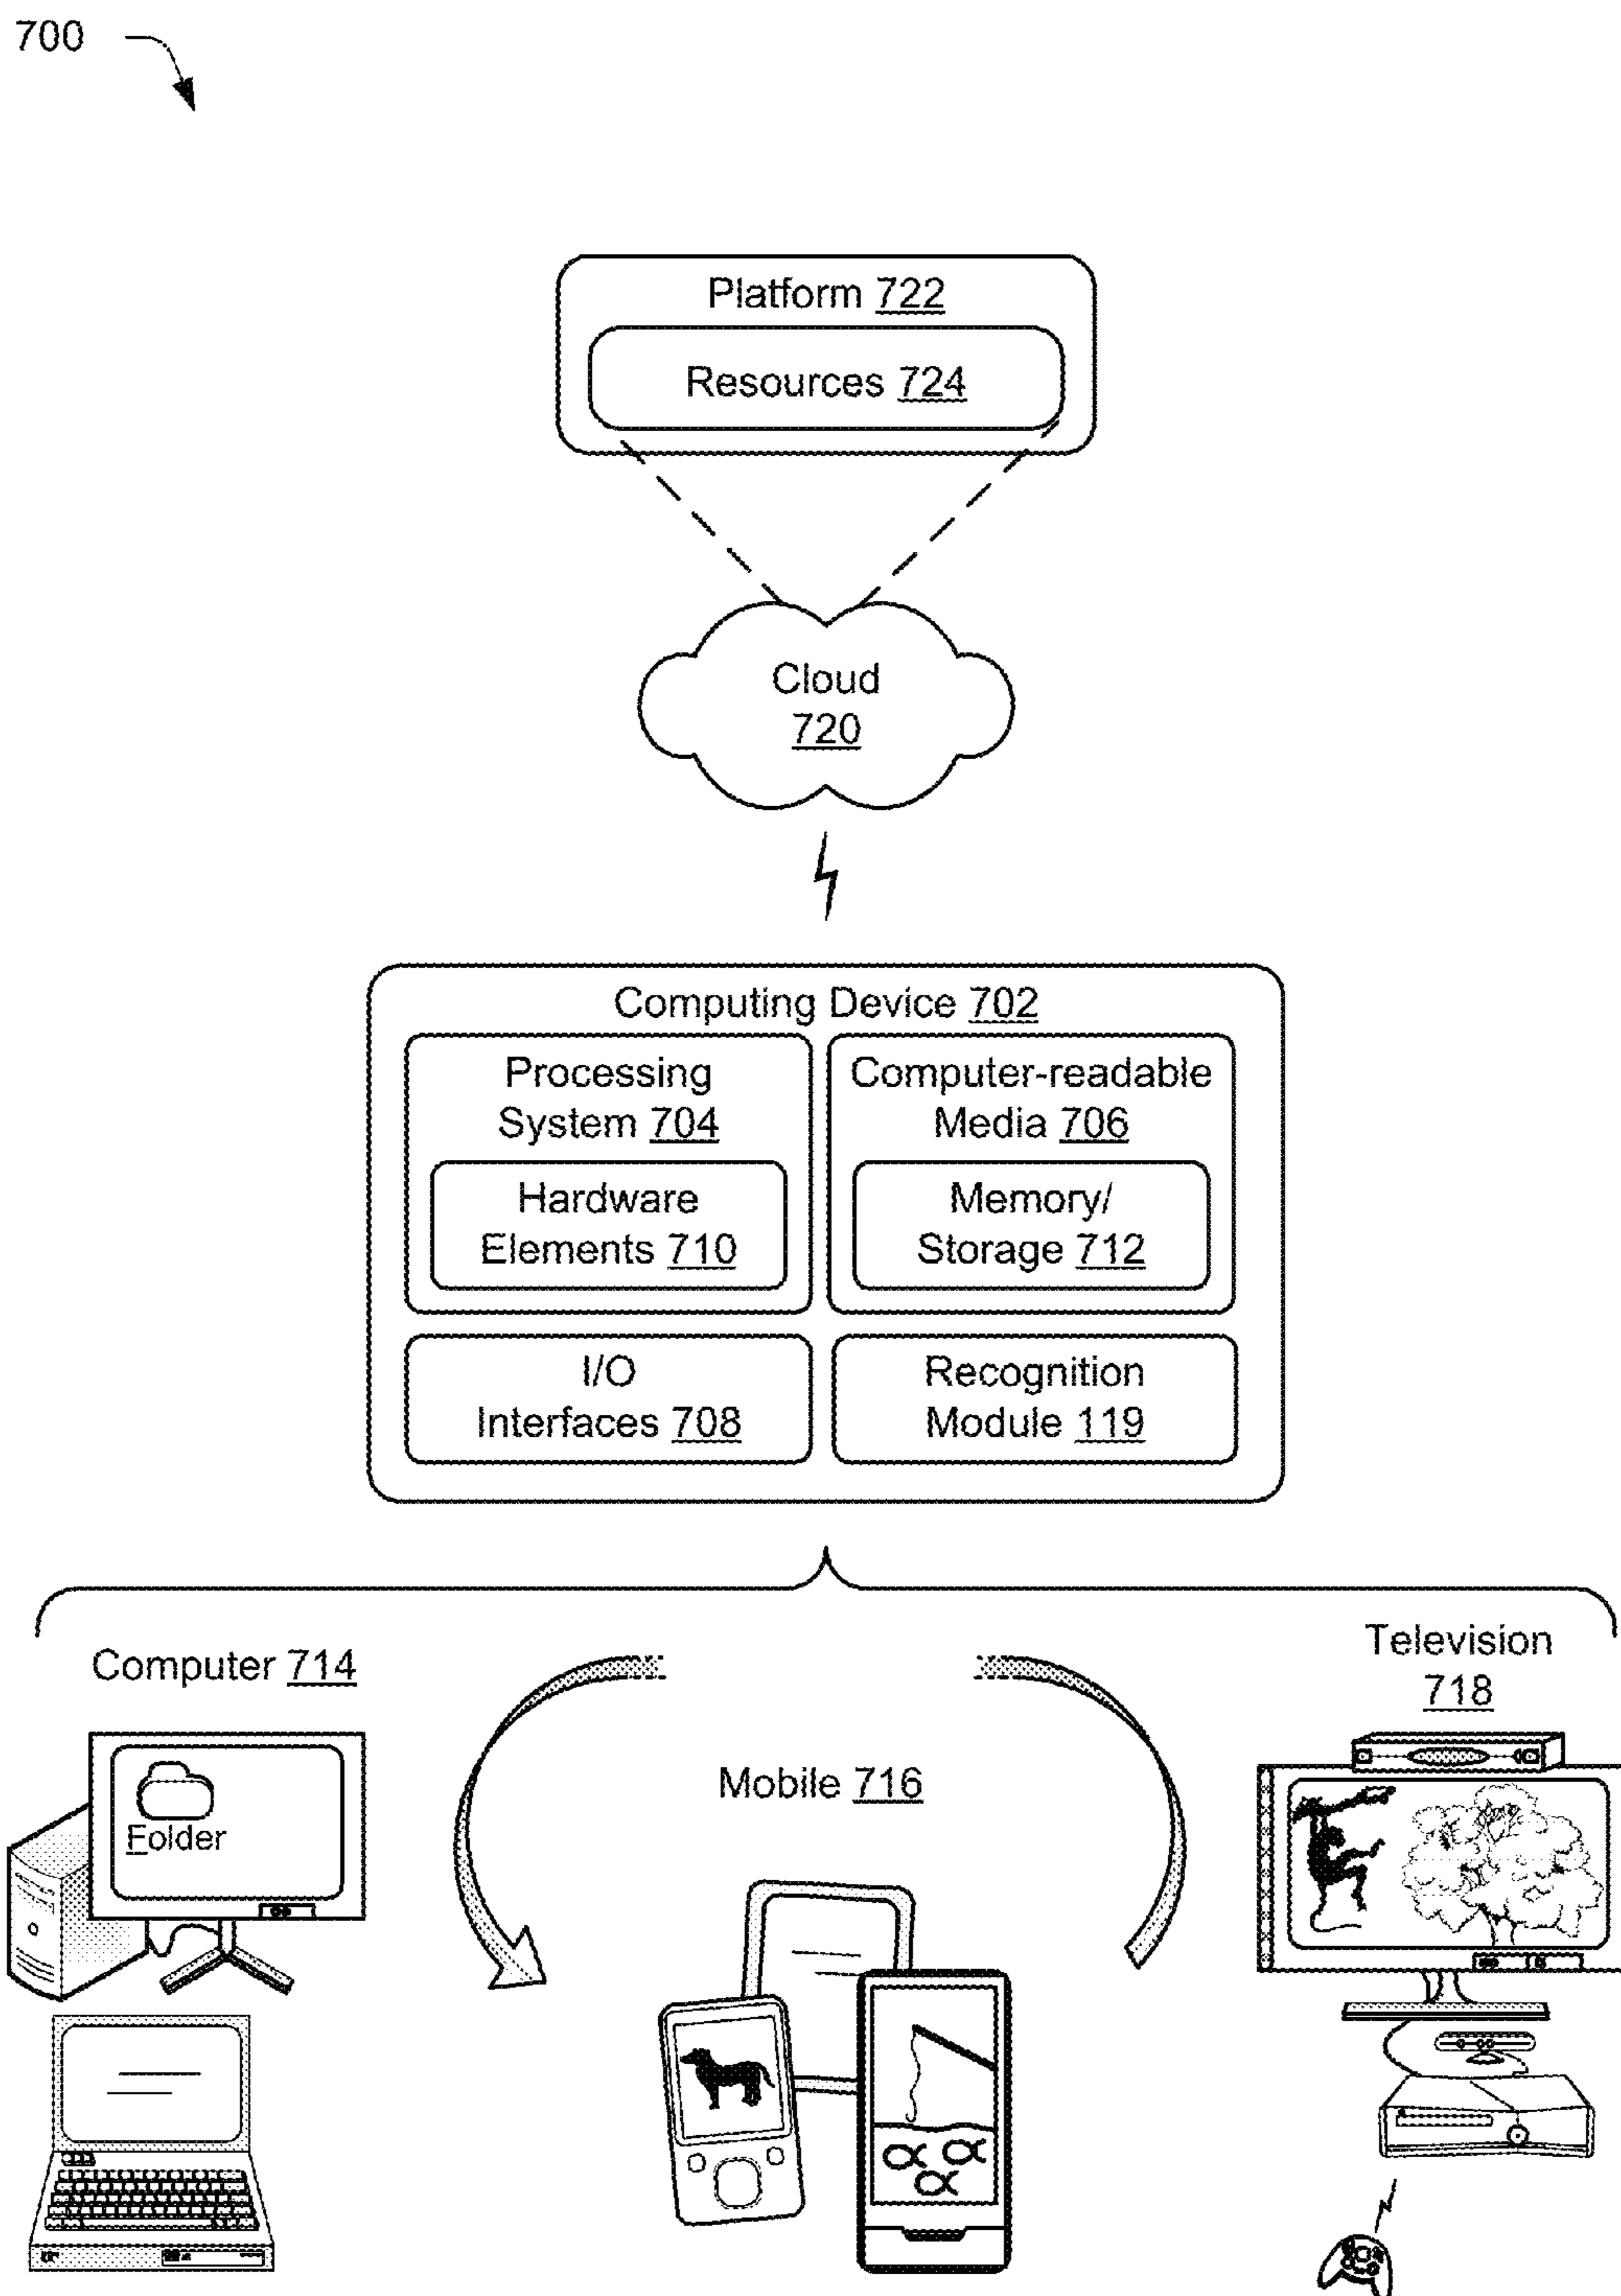 700
Platform 722
Resources 724
Cloud
720
Computing Device 702
Processing
System 704
Hardware
Elements 710
Computer-readable
Media 706
Memory/
Storage 712
I/O
Interfaces 708
Recognition
Module 119
Computer 714
Folder
Mobile 716
Television
718